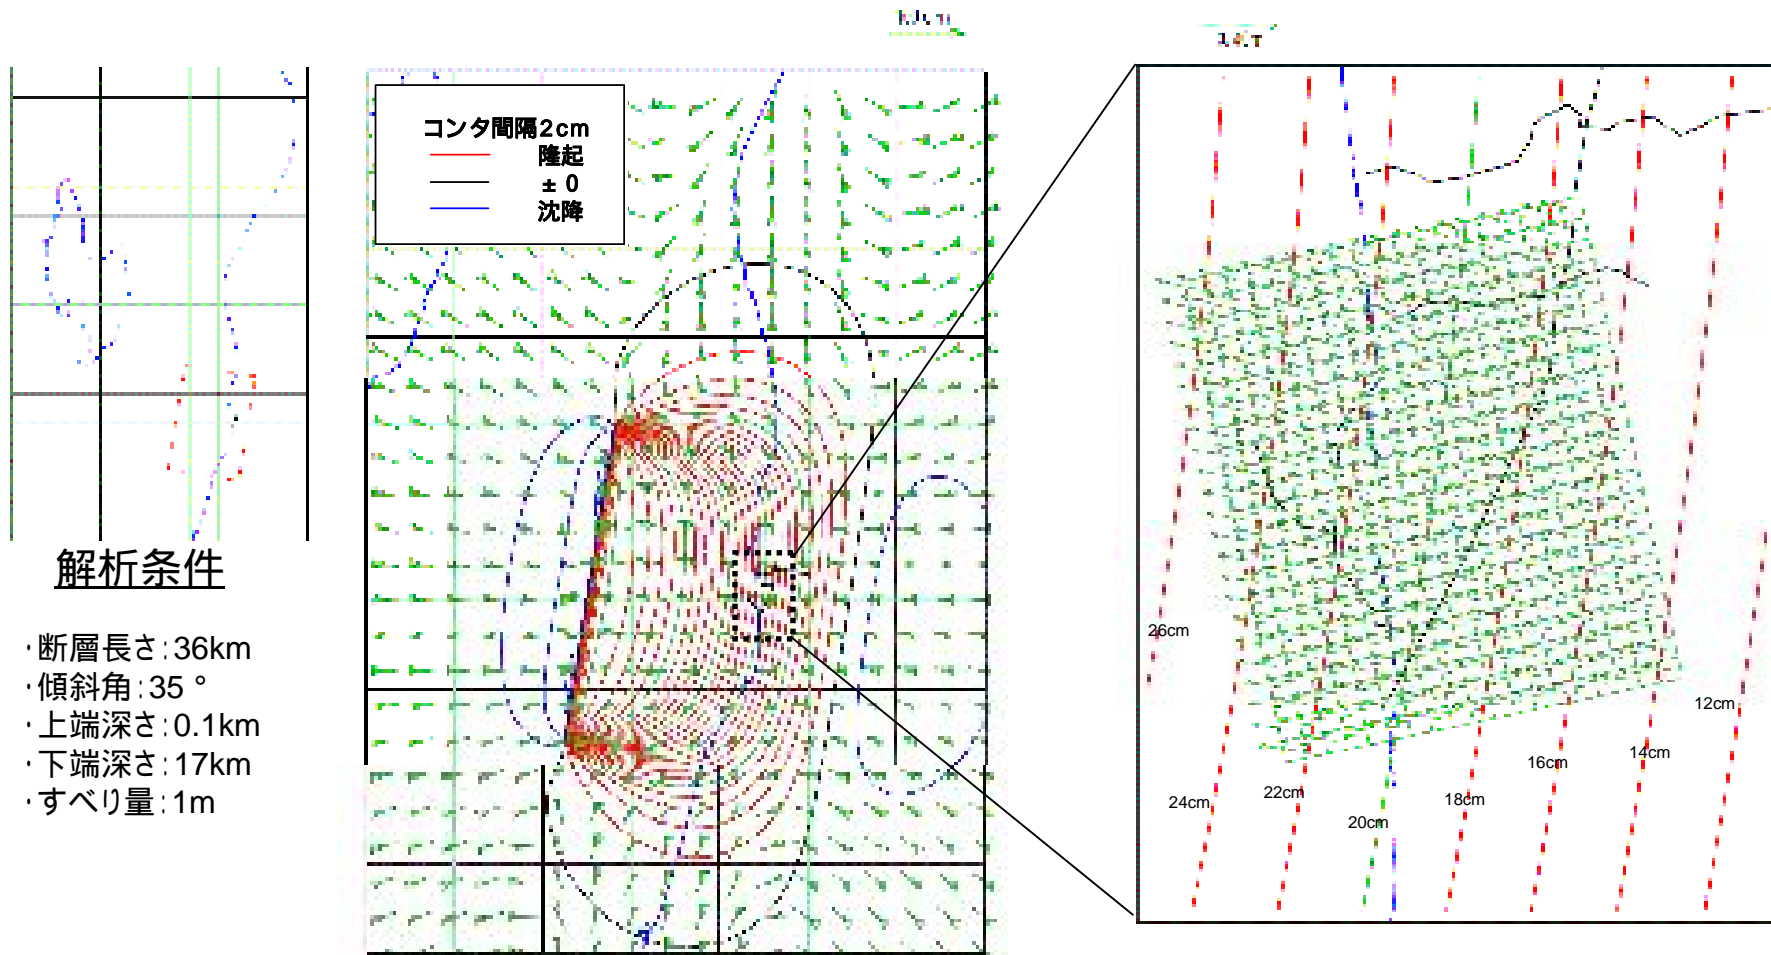 コンタ間隔2cm
隆起
± 0
沈降
解析条件
・断層長さ:36km
・傾斜角:35 °
・上端深さ:0.1km
・下端深さ:17km
・すべり量:1m
26cm
24cm
22cm
20cm
18cm
16cm
14cm
12cm